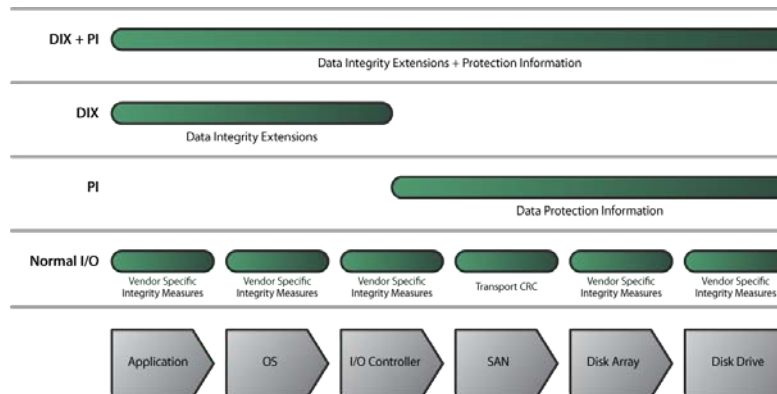 DIX + PI
Data Integrity Extensions + Protection Information
DIX
Data Integrity Extensions
PI
Data Protection Information
Normal I/O
Vendor Specific
Integrity Measures
Vendor Specific
Integrity Measures
Vendor Specific
Integrity Measures
Transport CRC
Vendor Specific
Integrity Measures
Vendor Specific
Integrity Measures
Application
OS
I/O Controller
SAN
Disk Array
Disk Drive